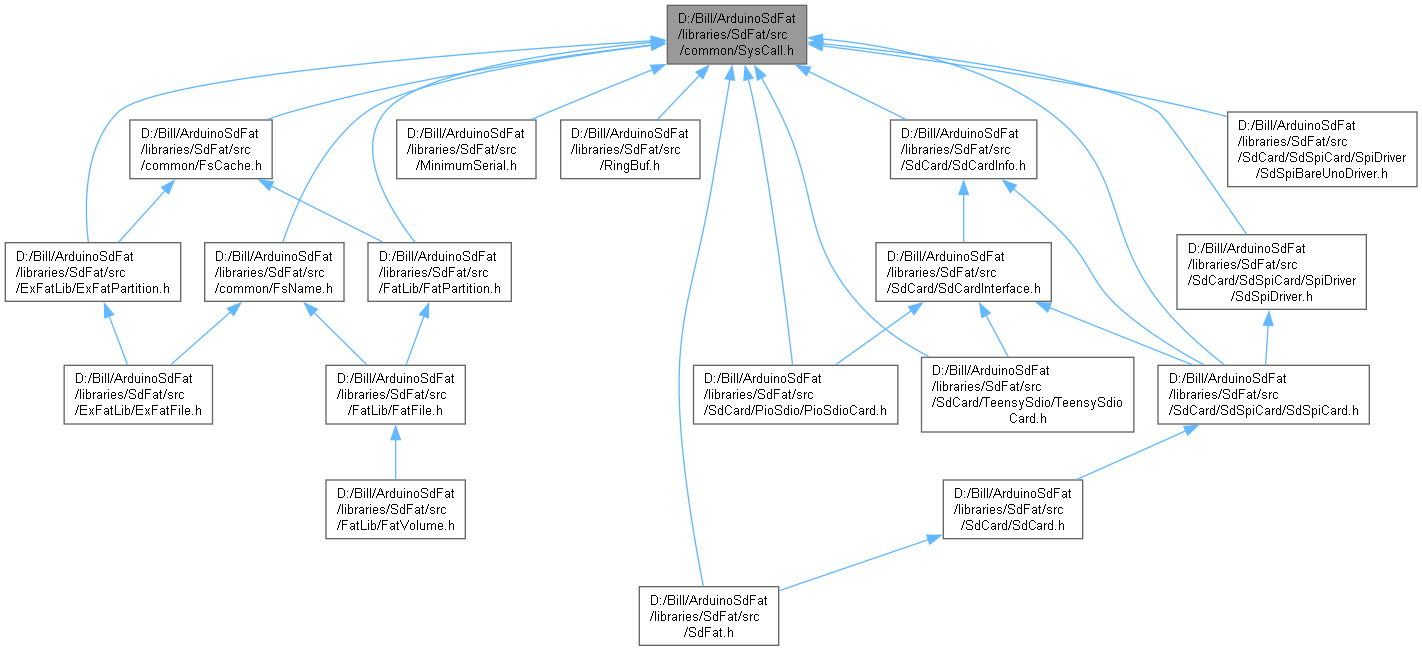 D:/Bill/ArduinoSdFat
/libraries/SdFat/src
/common/SysCall.h
D:/Bill/ArduinoSdFat
/libraries/SdFat/src
/common/FsCache.h
D:/Bill/ArduinoSdFat
/libraries/SdFat/src
/MinimumSerial.h
D:/Bill/ArduinoSdFat
/libraries/SdFat/src
/RingBuf.h
D:/Bill/ArduinoSdFat
/libraries/SdFat/src
/SdCard/SdCardInfo.h
D:/Bill/ArduinoSdFat
/libraries/SdFat/src
/SdCard/SdSpiCard/SpiDriver
/SdSpiBareUnoDriver.h
D:/Bill/ArduinoSdFat
/libraries/SdFat/src
/ExFatLib/ExFatPartition.h
D:/Bill/ArduinoSdFat
/libraries/SdFat/src
/common/FsName.h
D:/Bill/ArduinoSdFat
/libraries/SdFat/src
/FatLib/FatPartition.h
D:/Bill/ArduinoSdFat
/libraries/SdFat/src
/SdCard/SdCardInterface.h
D:/Bill/ArduinoSdFat
/libraries/SdFat/src
/SdCard/SdSpiCard/SpiDriver
/SdSpiDriver.h
D:/Bill/ArduinoSdFat
/libraries/SdFat/src
/ExFatLib/ExFatFile.h
D:/Bill/ArduinoSdFat
/libraries/SdFat/src
/FatLib/FatFile.h
D:/Bill/ArduinoSdFat
/libraries/SdFat/src
/SdCard/PioSdio/PioSdioCard.h
D:/Bill/ArduinoSdFat
/libraries/SdFat/src
/SdCard/TeensySdio/TeensySdio
Card.h
D:/Bill/ArduinoSdFat
/libraries/SdFat/src
/SdCard/SdSpiCard/SdSpiCard.h
D:/Bill/ArduinoSdFat
/libraries/SdFat/src
/FatLib/FatVolume.h
D:/Bill/ArduinoSdFat
/libraries/SdFat/src
/SdCard/SdCard.h
D:/Bill/ArduinoSdFat
/libraries/SdFat/src
/SdFat.h